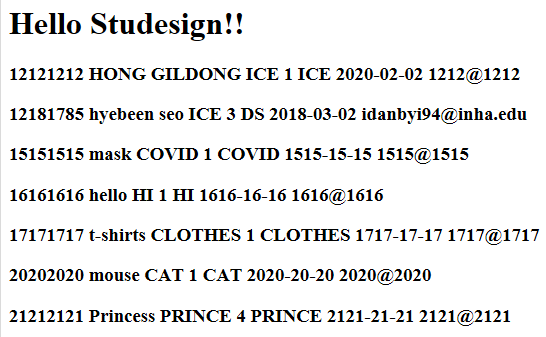 Hello Studesign!!
12121212 HONG GILDONG ICE 1 ICE 2020-02-02 1212@1212
12181785 hyebeen seo ICE 3 DS 2018-03-02 idanbyi94@inha.edu
15151515 mask COVID 1 COVID 1515-15-15 1515@1515
16161616 hello HI 1 HI 1616-16-16 1616@1616
17171717 t-shirts CLOTHES 1 CLOTHES 1717-17-17 1717@1717
20202020 mouse CAT 1 CAT 2020-20-20 2020@2020
21212121 Princess PRINCE 4 PRINCE 2121-21-21 2121@2121